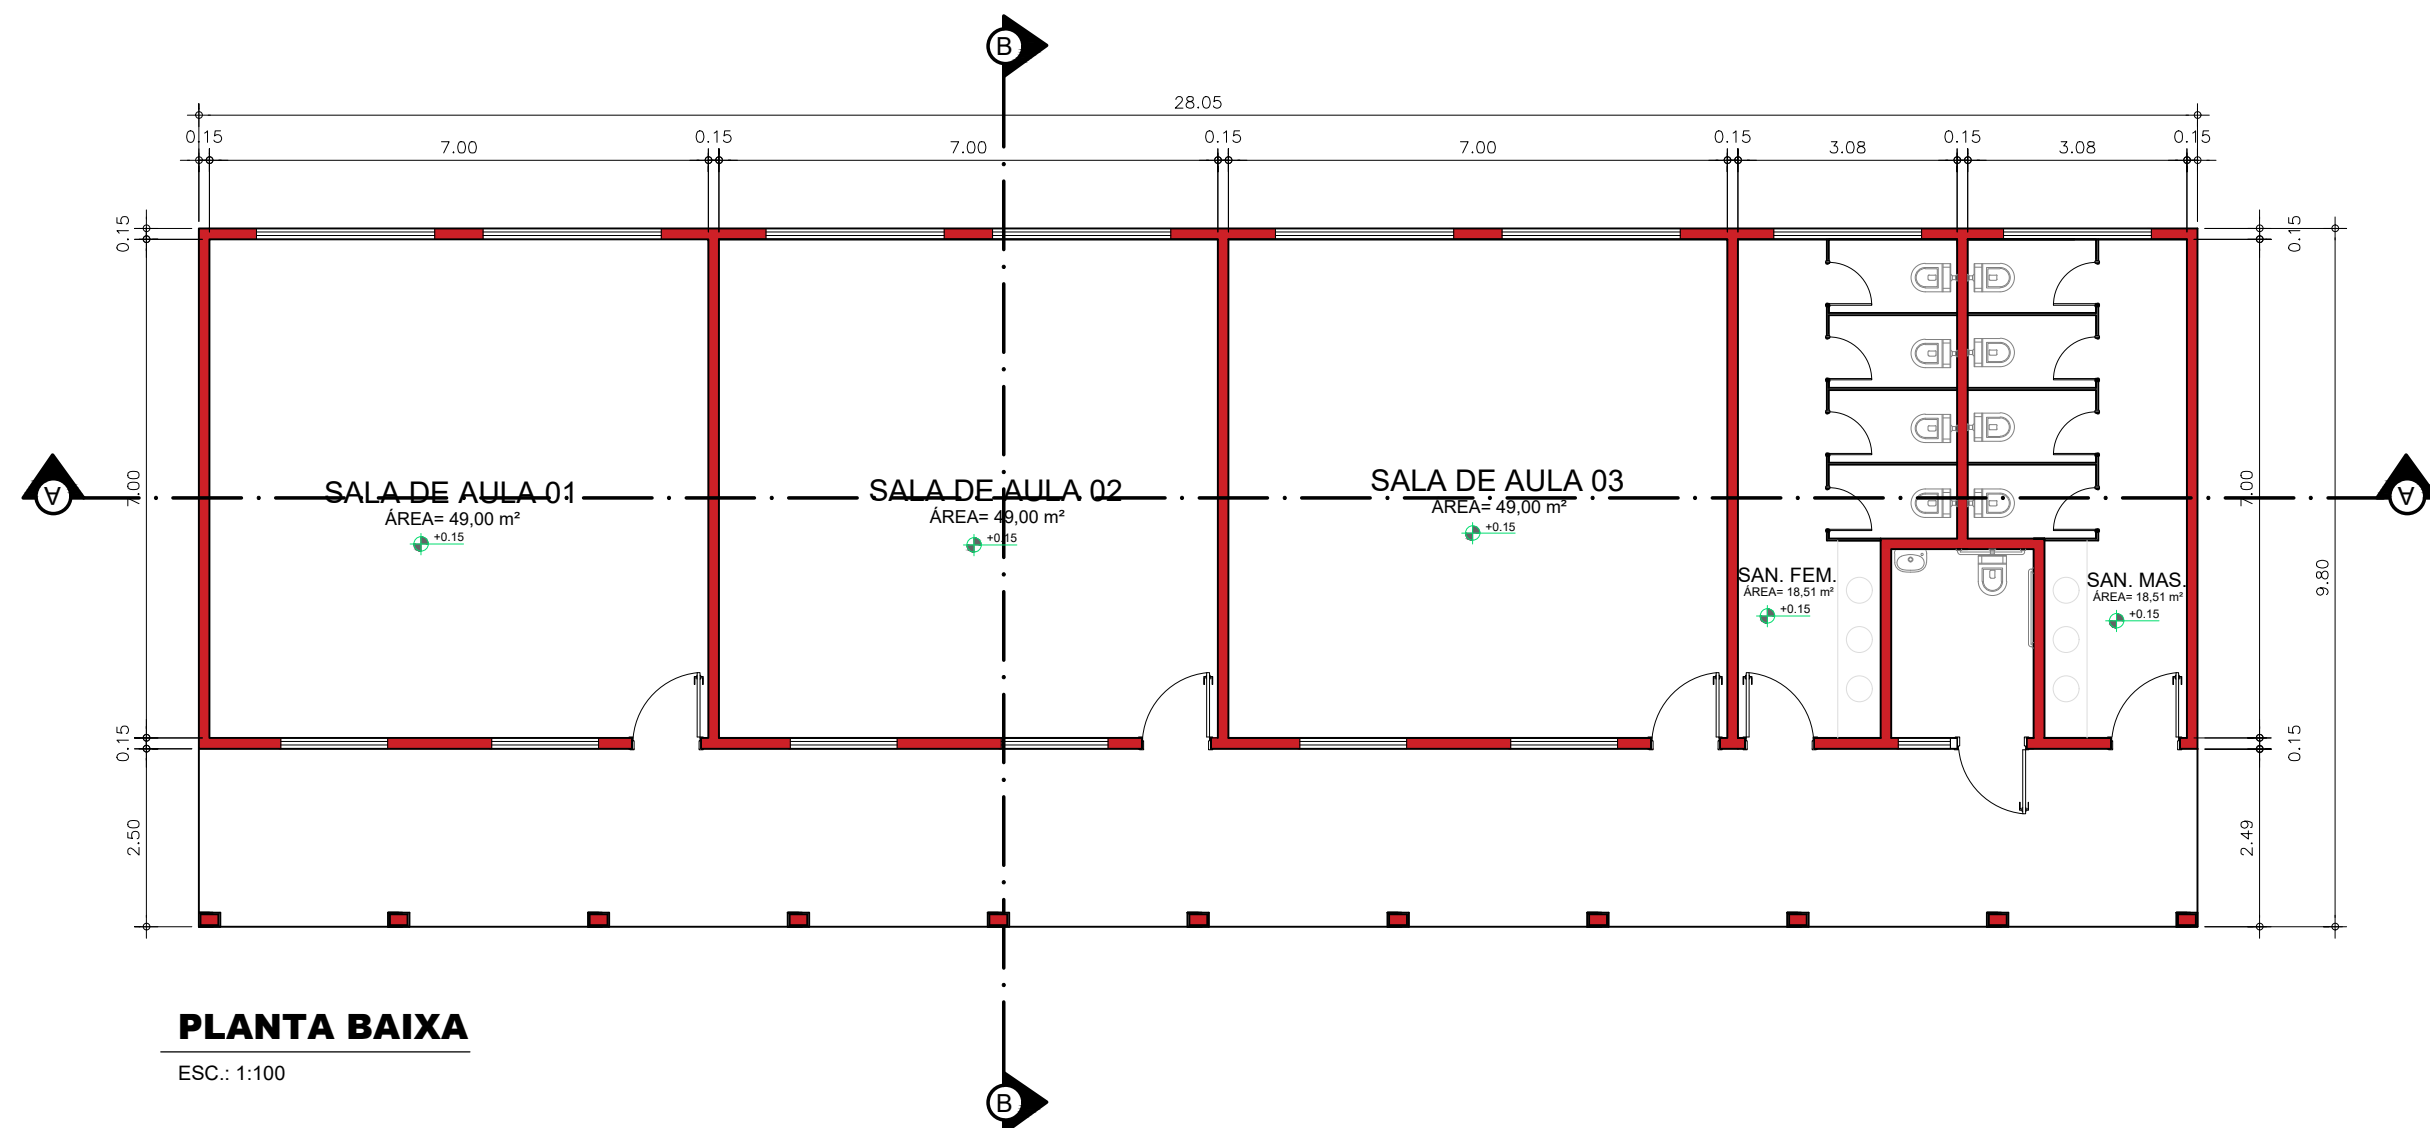 B
28.05
0.15
0.15
0.15
0.15
0.15
0.15
7.00
7.00
7.00
3.08
3.08
0.15
0.15
A
7.00
SALA DE AULA 01
ÁREA= 49,00 m²
+0.15
SALA DE AULA 02
ÁREA= 49,00 m²
+0.15
SALA DE AULA 03
ÁREA= 49,00 m²
+0.15
7.00
A
SAN. FEM.
ÁREA= 18,51 m²
+0.15
SAN. MAS.
ÁREA= 18,51 m²
+0.15
9.80
0.15
0.15
2.50
2.49
PLANTA BAIXA
ESC.: 1:100
B